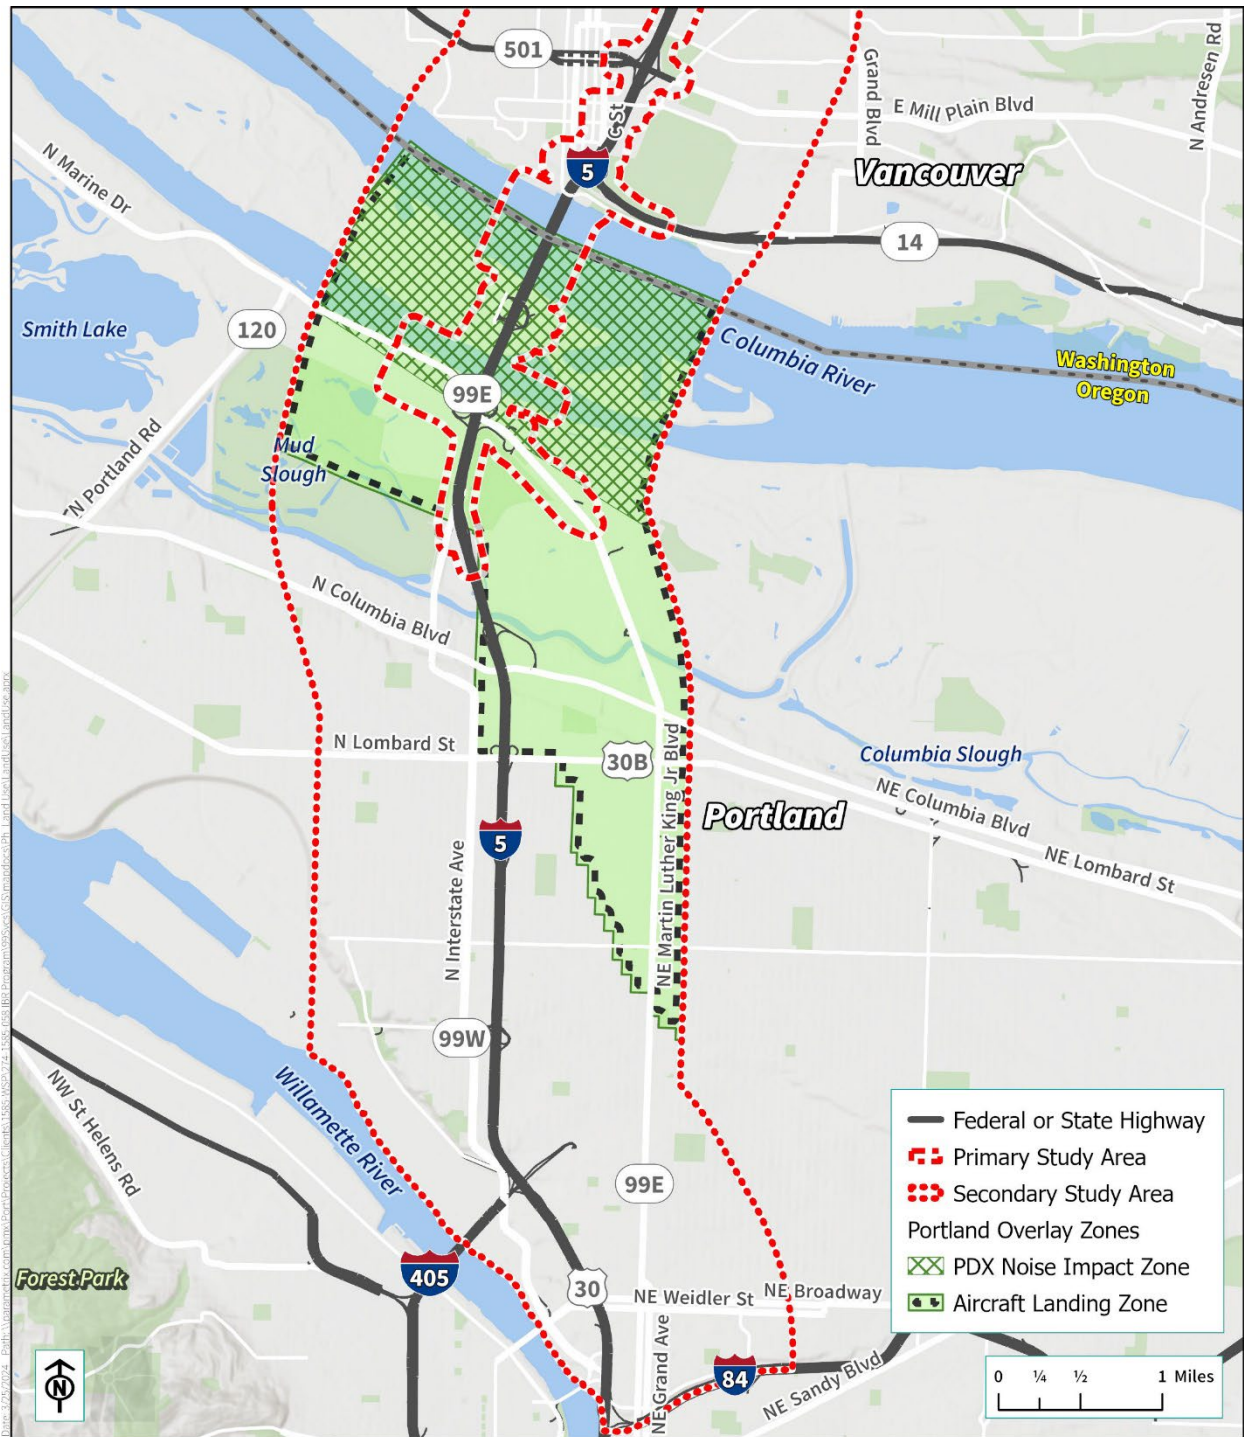 501
C St
Grand Blvd
N Andresen Rd
E Mill Plain Blvd
5
N Marine Dr
Vancouver
14
Smith Lake
120
Columbia River
Washington
Oregon
99E
Mud
Slough
N Portland Rd
N Columbia Blvd
N Lombard St
30B
NE Martin Luther King Jr Blvd
Columbia Slough
NE Columbia Blvd
Portland
5
NE Lombard St
N Interstate Ave
99W
Willamette River
NW St Helens Rd
99E
Forest Park
405
30
NE Weidler St
NE Broadway
NE Grand Ave
84
NE Sandy Blvd
Federal or State Highway
Primary Study Area
Secondary Study Area
Portland Overlay Zones
PDX Noise Impact Zone
Aircraft Landing Zone
N
0 ¼ ½ 1 Miles